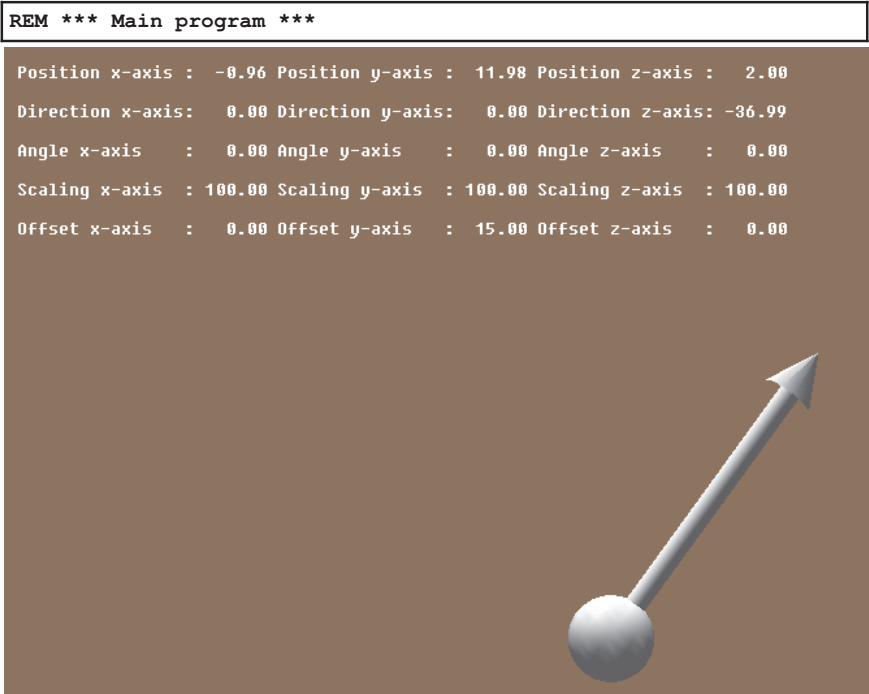 REM *** Main program ***
Position x-axis :  -0.96 Position y-axis :  11.98 Position z-axis :   2.00
Direction x-axis:   0.00 Direction y-axis:   0.00 Direction z-axis: -36.99
Angle x-axis    :   0.00 Angle y-axis    :   0.00 Angle z-axis    :   0.00
Scaling x-axis  : 100.00 Scaling y-axis  : 100.00 Scaling z-axis  : 100.00
Offset x-axis   :   0.00 Offset y-axis   :  15.00 Offset z-axis   :   0.00